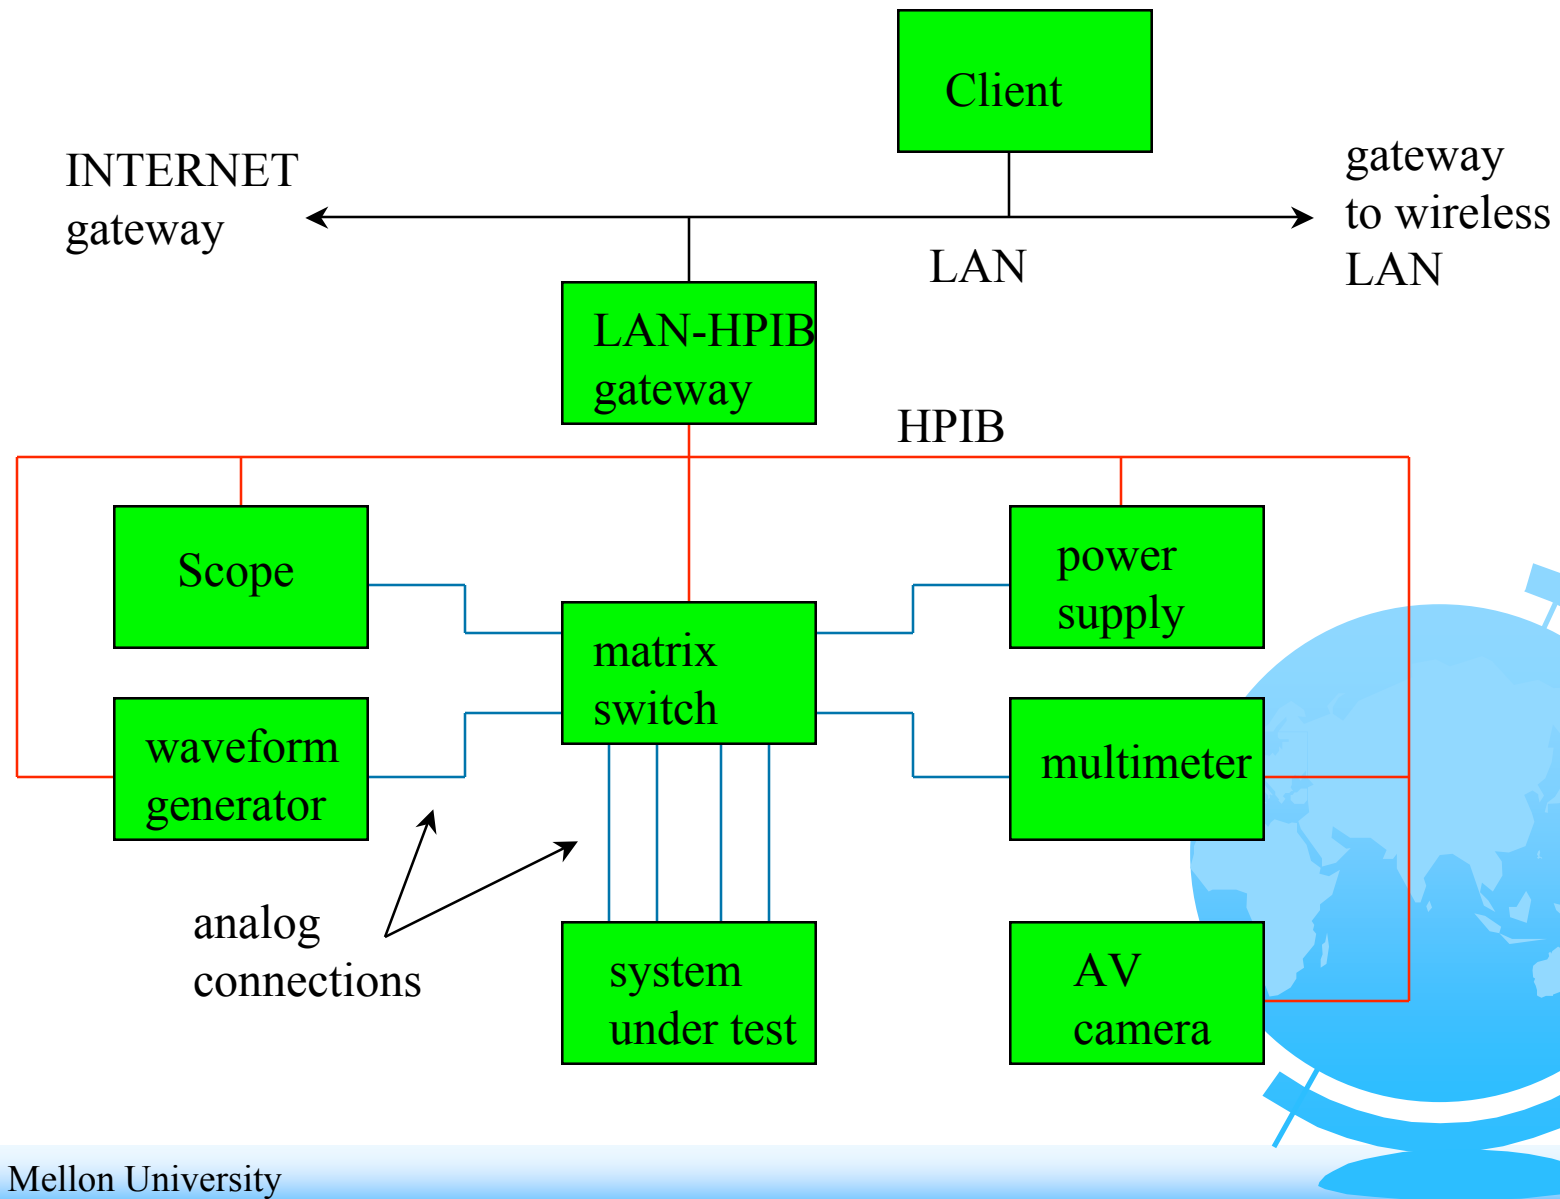 Client
INTERNET
gateway
gateway
to wireless
LAN
LAN
LAN-HPIB
gateway
HPIB
Scope
power
supply
matrix
switch
waveform
generator
multimeter
analog
connections
system
under test
AV
camera
Mellon University